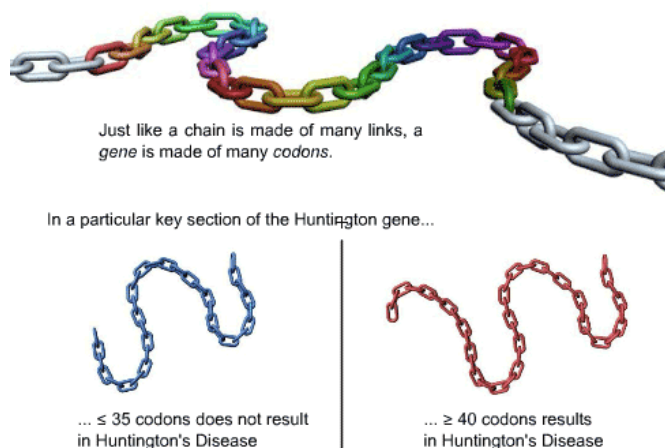 Just like a chain is made of many links, a
gene is made of many codons.
In a particular key section of the Huntington gene...
... ≤ 35 codons does not result
in Huntington's Disease
... ≥ 40 codons results
in Huntington's Disease